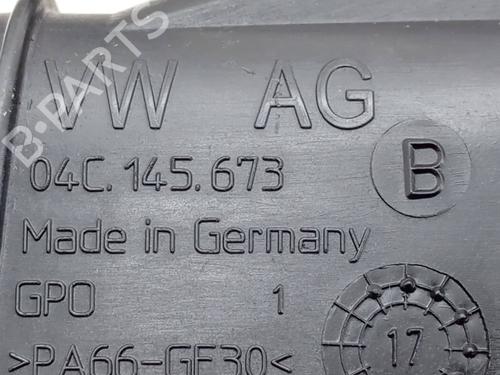 VW AG
04C.145.673 B
Made in Germany
GPO 1
>PA66-GF30<
17
B-PARTS